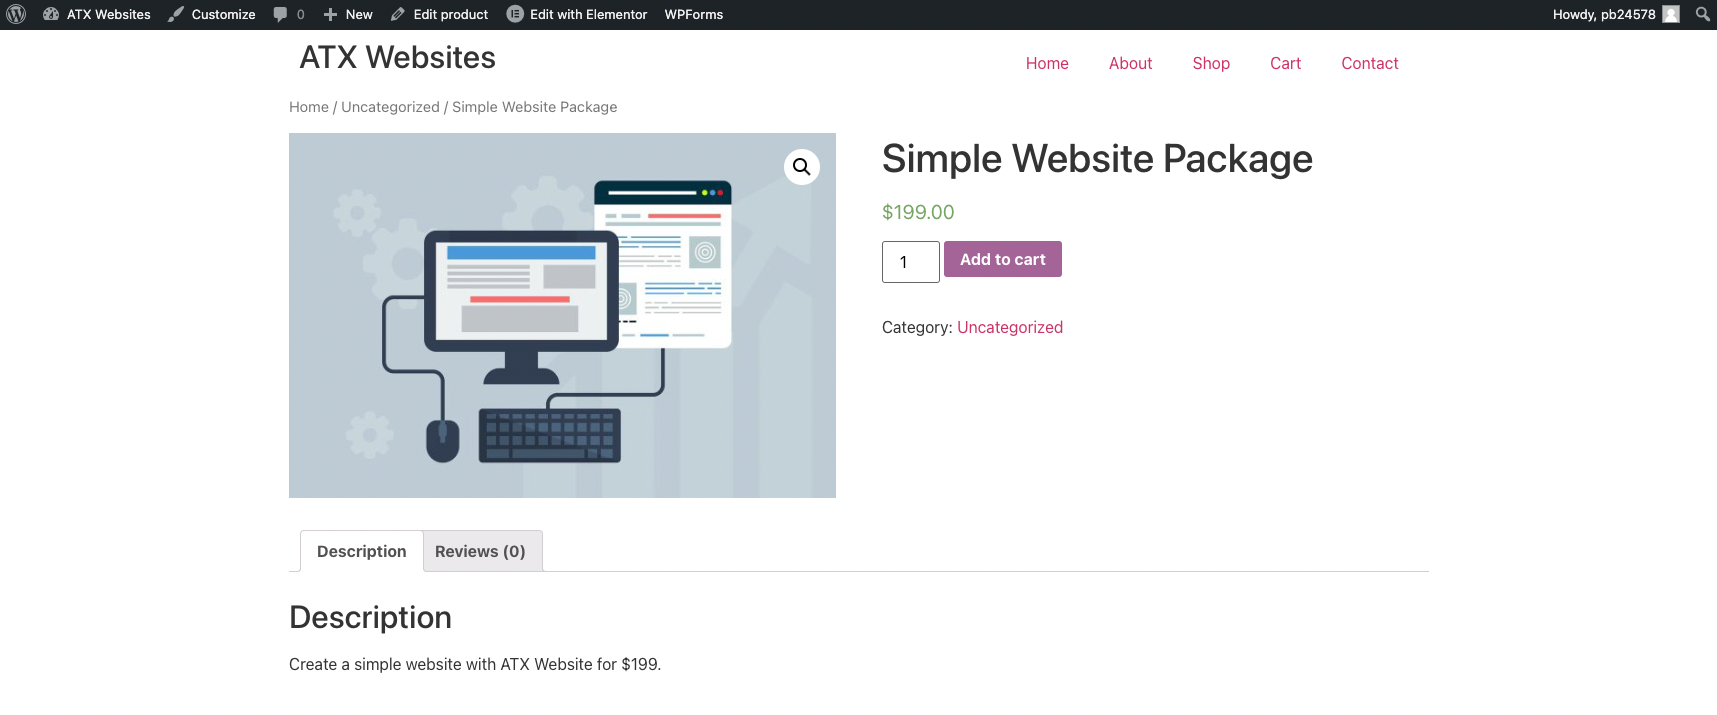 ATX Websites Customize 0 New Edit product Edit with Elementor WPForms Howdy, pb24578
ATX Websites
Home About Shop Cart Contact
Home / Uncategorized / Simple Website Package
Simple Website Package
$199.00
1 Add to cart
Category: Uncategorized
Description Reviews (0)
Description
Create a simple website with ATX Website for $199.